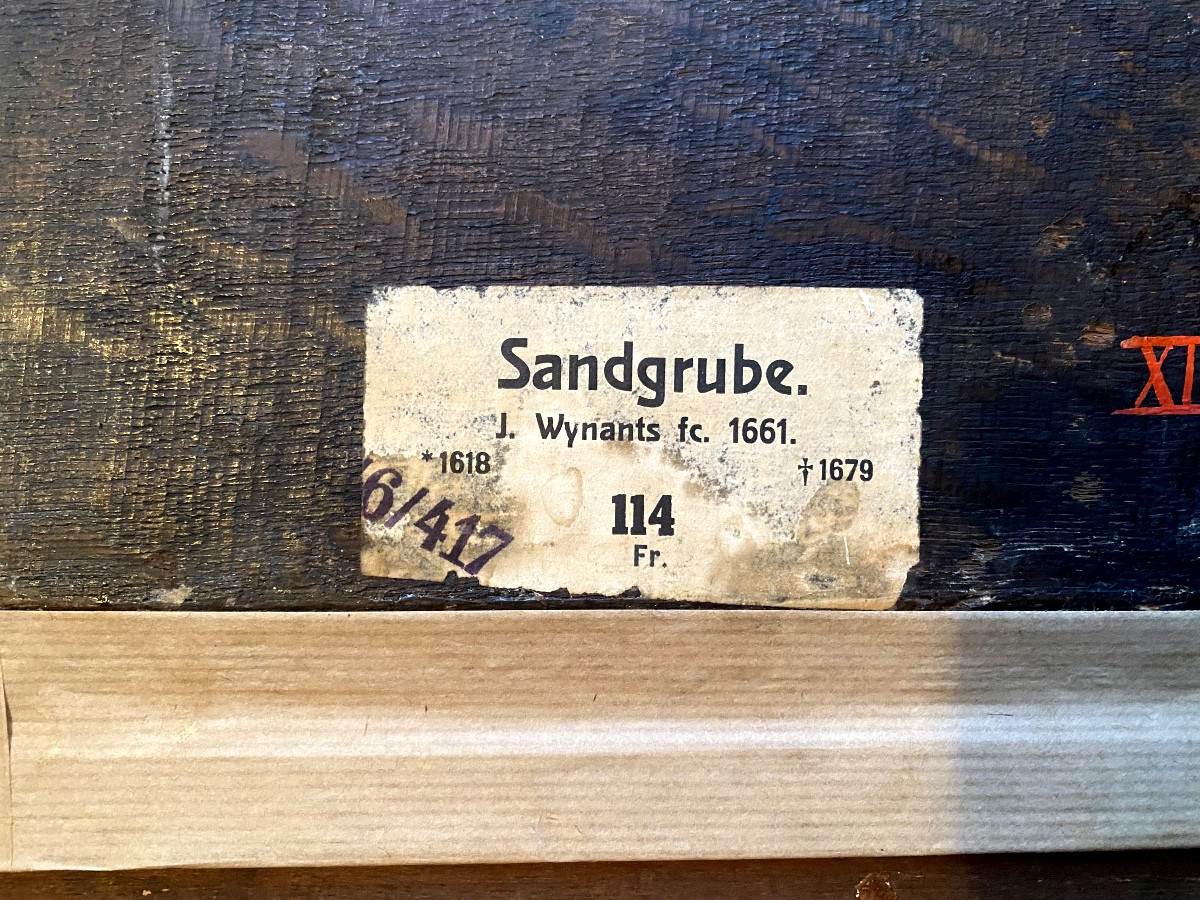 Sandgrube.
J. Wynants fc. 1661.
*1618 †1679
6/417
114
Fr.